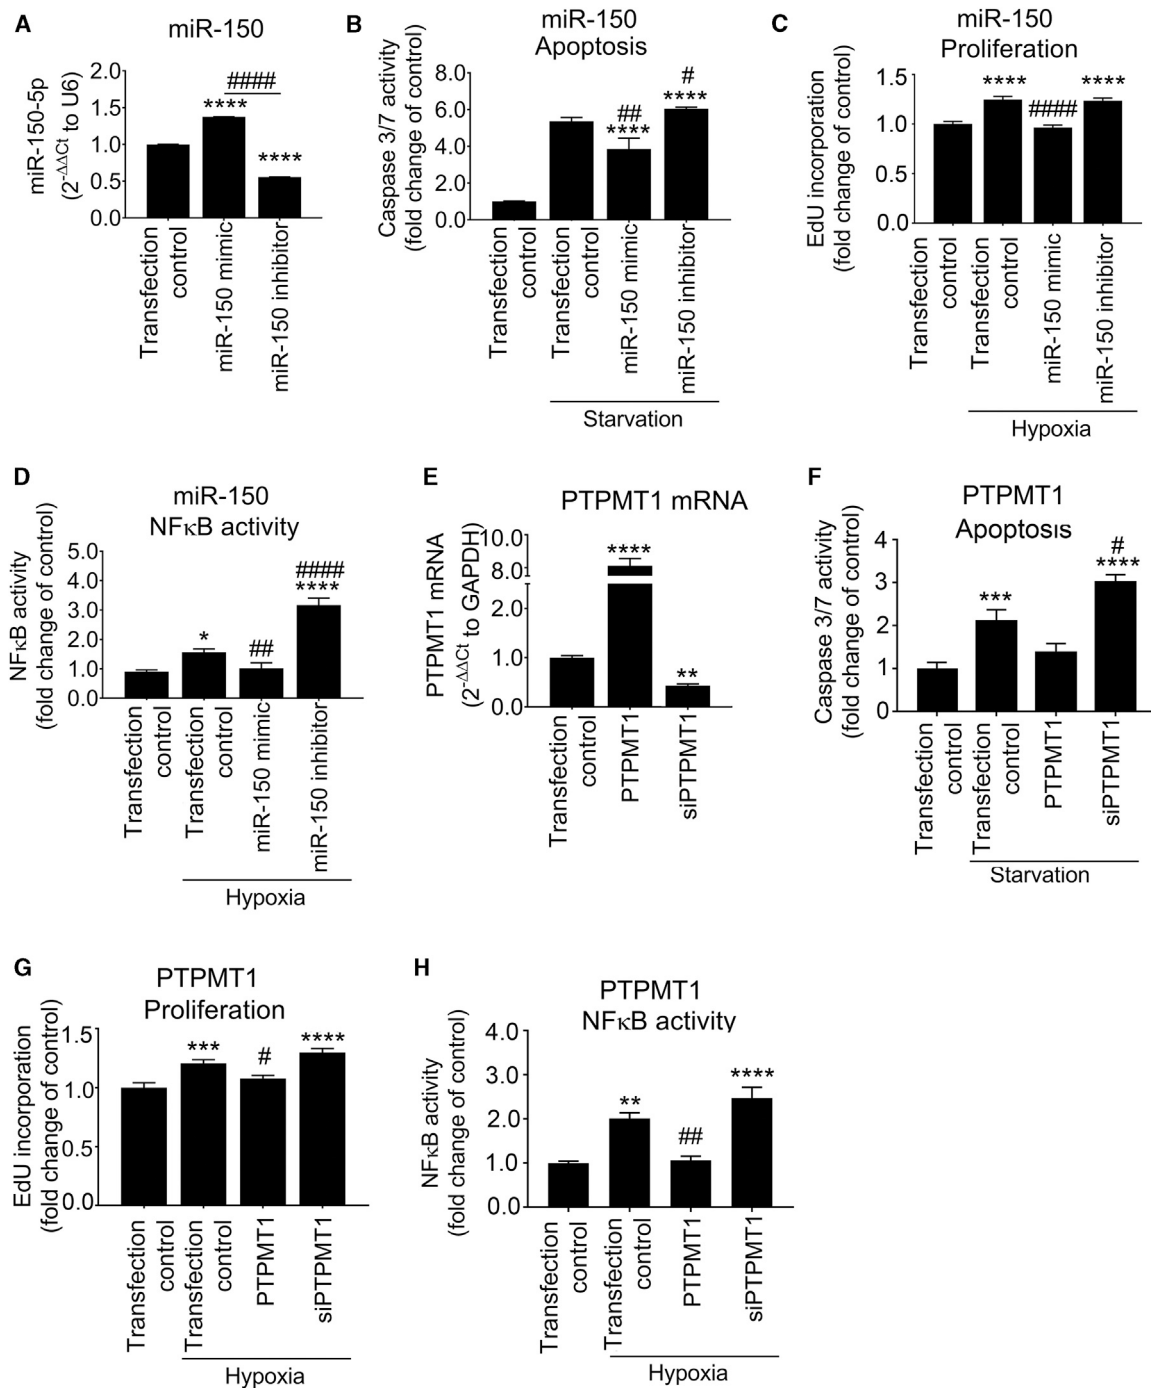 A
miR-150
miR-150-5p
(2^-ΔΔCt to U6)
2.0
1.5
1.0
0.5
0.0
####
****
****
Transfection
control
miR-150 mimic
miR-150 inhibitor
B
miR-150
Apoptosis
Caspase 3/7 activity
(fold change of control)
8.0
6.0
4.0
2.0
0.0
##
****
#
****
Transfection
control
Transfection
control
miR-150 mimic
miR-150 inhibitor
Starvation
C
miR-150
Proliferation
EdU incorporation
(fold change of control)
1.5
1.0
0.5
0.0
****
####
****
Transfection
control
Transfection
control
miR-150 mimic
miR-150 inhibitor
Hypoxia
D
miR-150
NFκB activity
NFκB activity
(fold change of control)
5.0
4.0
3.0
2.0
1.0
0.0
*
##
####
****
Transfection
control
Transfection
control
miR-150 mimic
miR-150 inhibitor
Hypoxia
E
PTPMT1 mRNA
PTPMT1 mRNA
(2^-ΔΔCt to GAPDH)
10.0
8.0
2.0
1.0
0.0
****
**
Transfection
control
PTPMT1
siPTPMT1
F
PTPMT1
Apoptosis
Caspase 3/7 activity
(fold change of control)
4
3
2
1
0
***
#
****
Transfection
control
Transfection
control
PTPMT1
siPTPMT1
Starvation
G
PTPMT1
Proliferation
EdU incorporation
(fold change of control)
1.5
1.0
0.5
0.0
***
#
****
Transfection
control
Transfection
control
PTPMT1
siPTPMT1
Hypoxia
H
PTPMT1
NFκB activity
NFκB activity
(fold change of control)
4.0
3.0
2.0
1.0
0.0
**
##
****
Transfection
control
Transfection
control
PTPMT1
siPTPMT1
Hypoxia